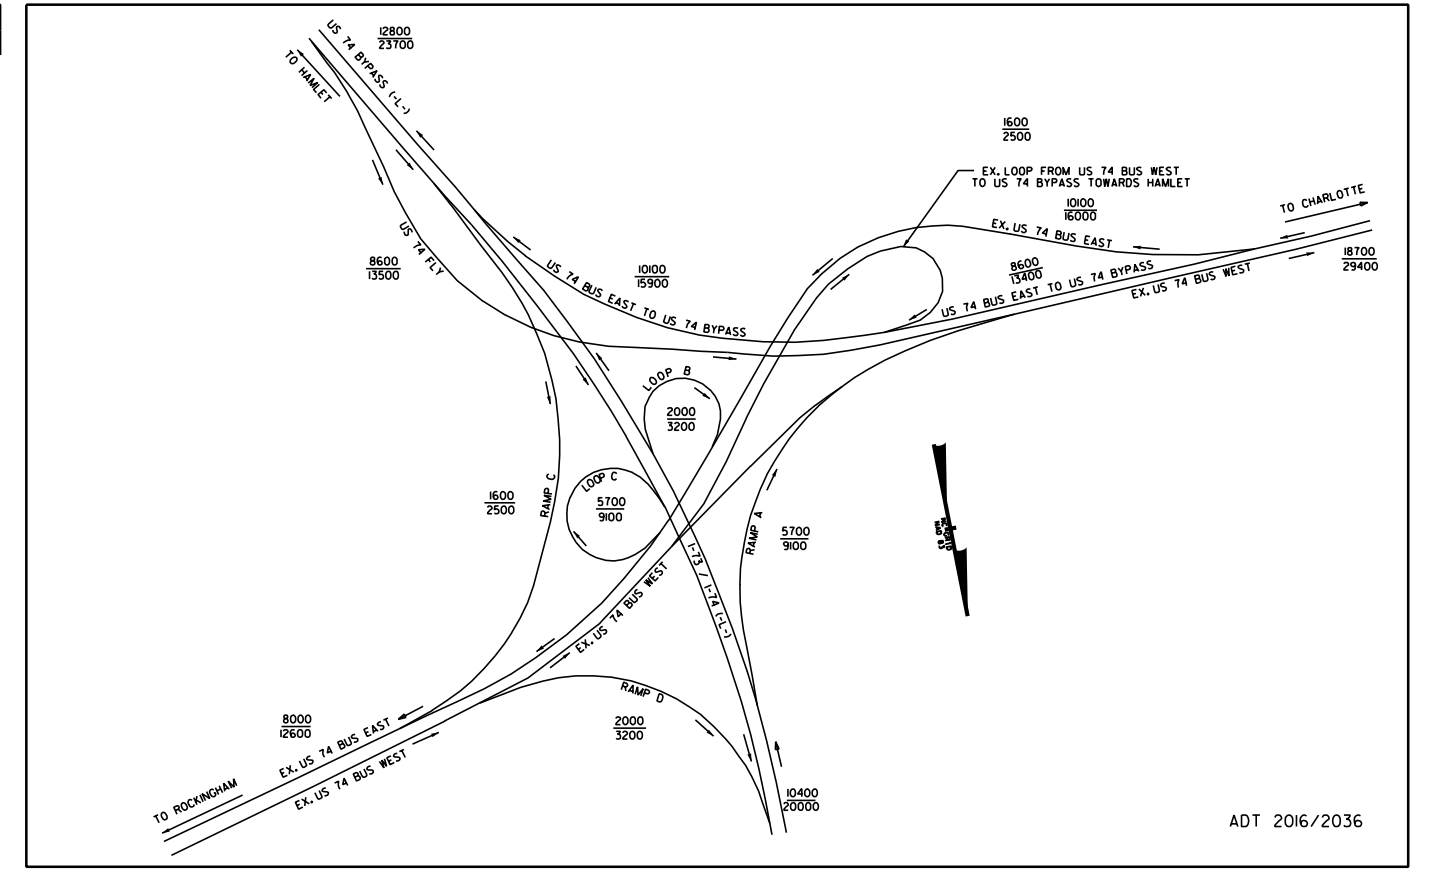 US 74 BYPASS (-L-)
12800
23700
TO HAMLET
1600
2500
EX. LOOP FROM US 74 BUS WEST
TO US 74 BYPASS TOWARDS HAMLET
TO CHARLOTTE
10100
16000
EX. US 74 BUS EAST
18700
29400
US 74 FLY
8600
13500
10100
15900
US 74 BUS EAST TO US 74 BYPASS
8600
13400
US 74 BUS EAST TO US 74 BYPASS
EX. US 74 BUS WEST
LOOP B
2000
3200
LOOP C
5700
9100
RAMP C
1600
2500
RAMP A
5700
9100
NC GRID
NAD 83
I-73 / I-74 (-L-)
EX. US 74 BUS WEST
RAMP D
2000
3200
8000
12600
EX. US 74 BUS EAST
EX. US 74 BUS WEST
TO ROCKINGHAM
10400
20000
ADT 2016/2036